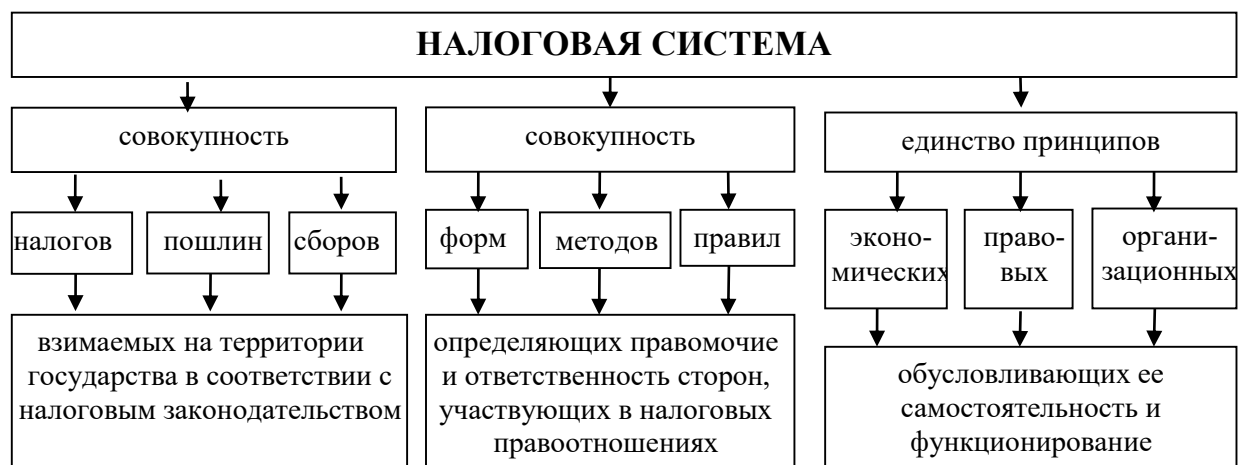 НАЛОГОВАЯ СИСТЕМА
совокупность
совокупность
единство принципов
налогов
пошлин
сборов
форм
методов
правил
эконо-
мических
право-
вых
органи-
зационных
взимаемых на территории
государства в соответствии с
налоговым законодательством
определяющих правомочие
и ответственность сторон,
участвующих в налоговых
правоотношениях
обусловливающих ее
самостоятельность и
функционирование